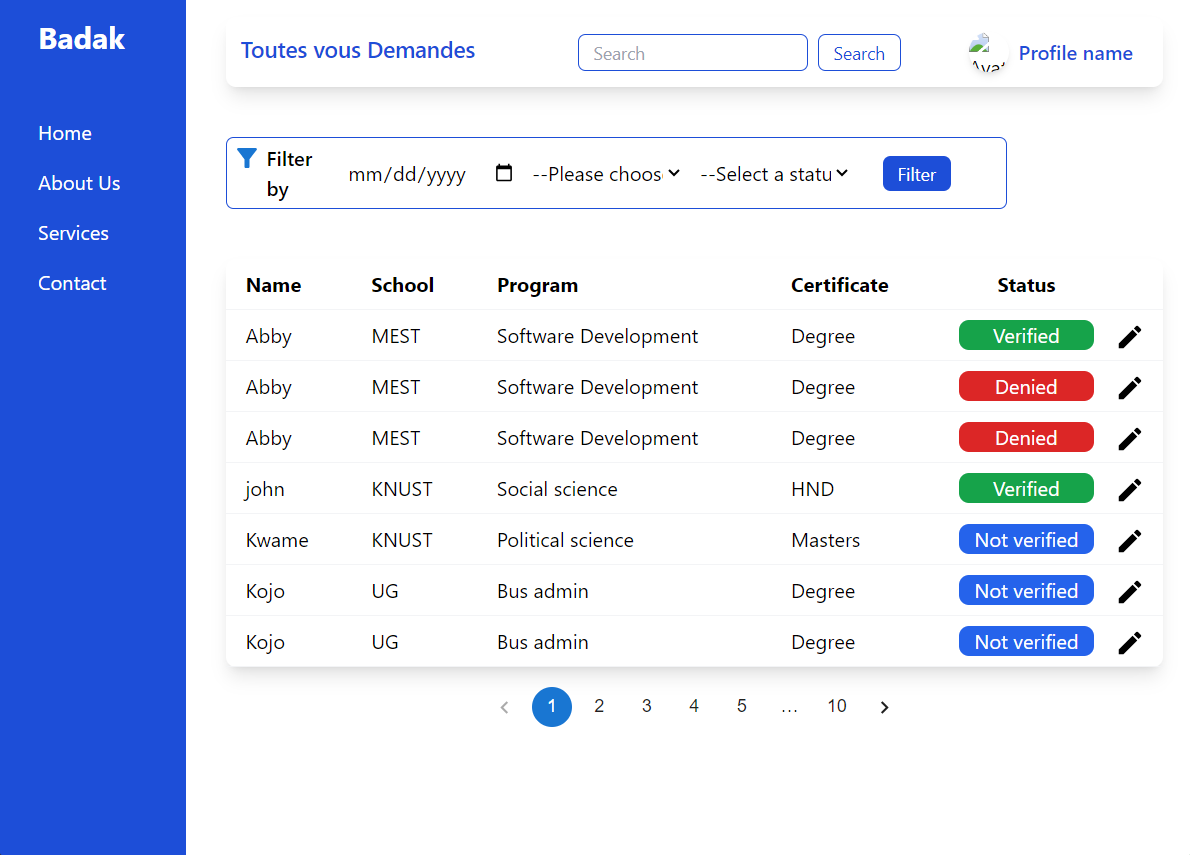 Badak
Home
About Us
Services
Contact
Toutes vous Demandes
Search
Search
Profile name
Filter
by
mm/dd/yyyy
--Please choos
--Select a statu
Filter
Name School Program Certificate Status
Abby MEST Software Development Degree Verified
Abby MEST Software Development Degree Denied
Abby MEST Software Development Degree Denied
john KNUST Social science HND Verified
Kwame KNUST Political science Masters Not verified
Kojo UG Bus admin Degree Not verified
Kojo UG Bus admin Degree Not verified
1 2 3 4 5 … 10